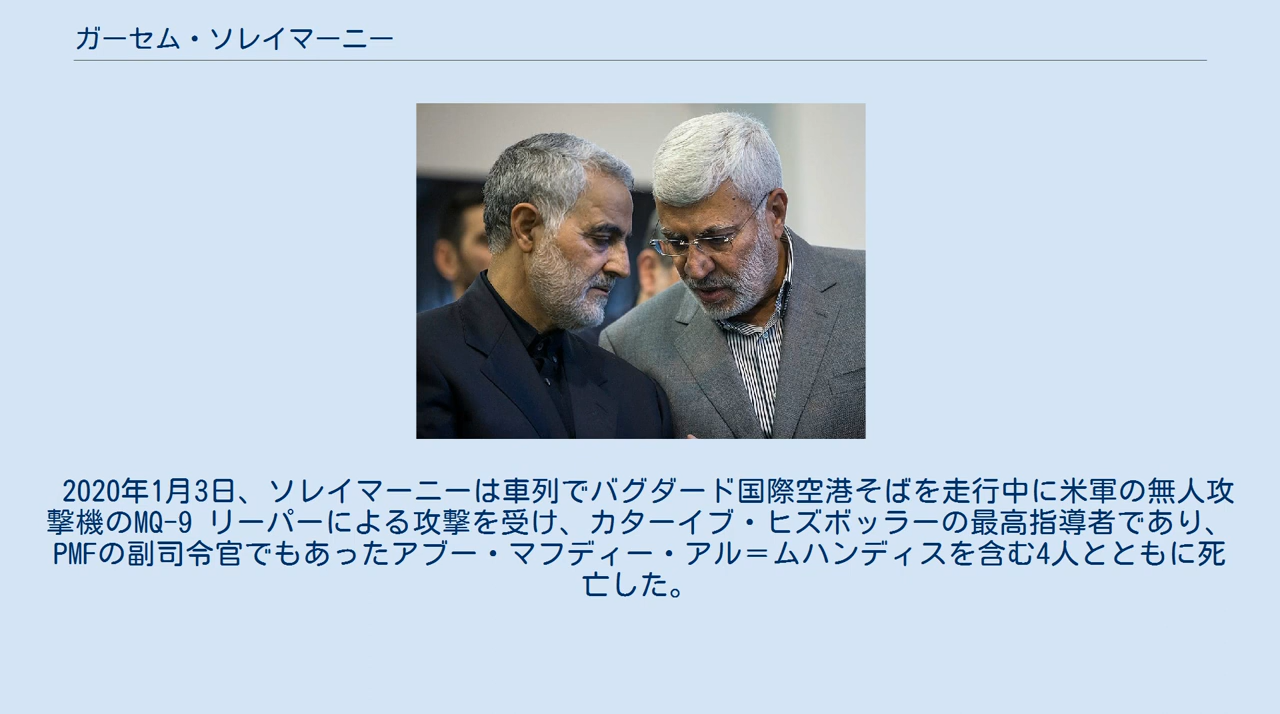 ガーセム・ソレイマーニー
2020年1月3日、ソレイマーニーは車列でバグダード国際空港そばを走行中に米軍の無人攻
撃機のMQ-9 リーパーによる攻撃を受け、カターイブ・ヒズボッラーの最高指導者であり、
PMFの副司令官でもあったアブー・マフディー・アル＝ムハンディスを含む4人とともに死
亡した。